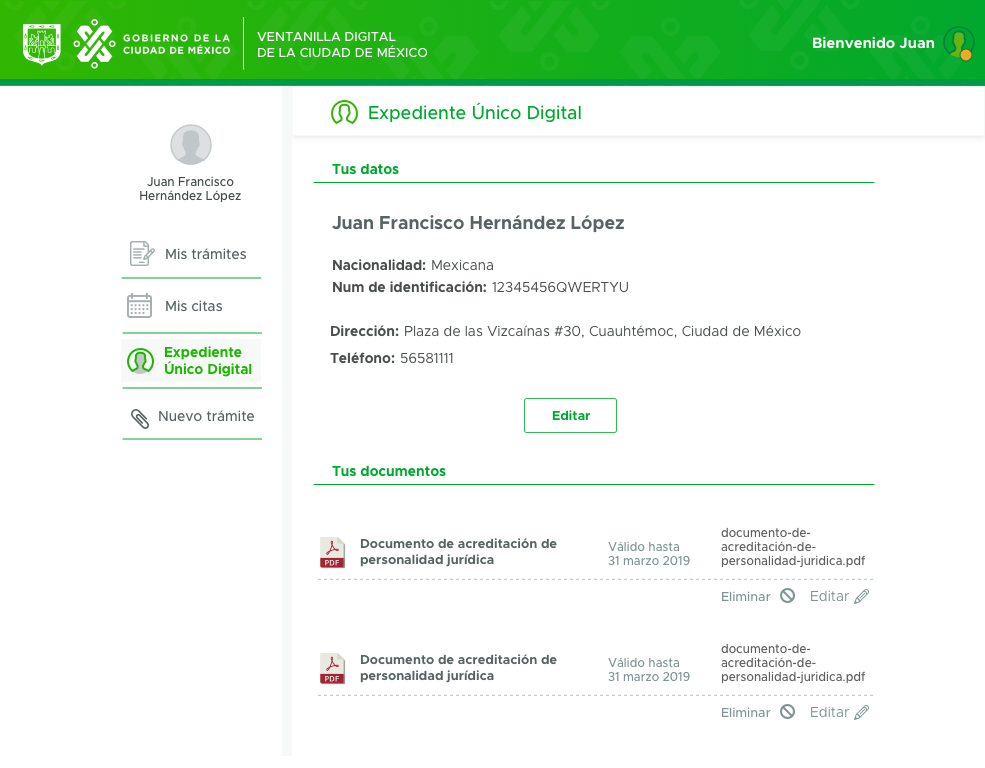 GOBIERNO DE LA
CIUDAD DE MÉXICO
VENTANILLA DIGITAL
DE LA CIUDAD DE MÉXICO
Bienvenido Juan
Juan Francisco
Hernández López
Mis trámites
Mis citas
Expediente
Único Digital
Nuevo trámite
Expediente Único Digital
Tus datos
Juan Francisco Hernández López
Nacionalidad: Mexicana
Num de identificación: 12345456QWERTYU
Dirección: Plaza de las Vizcaínas #30, Cuauhtémoc, Ciudad de México
Teléfono: 56581111
Editar
Tus documentos
PDF
Documento de acreditación de
personalidad jurídica
Válido hasta
31 marzo 2019
documento-de-
acreditación-de-
personalidad-juridica.pdf
Eliminar
Editar
PDF
Documento de acreditación de
personalidad jurídica
Válido hasta
31 marzo 2019
documento-de-
acreditación-de-
personalidad-juridica.pdf
Eliminar
Editar